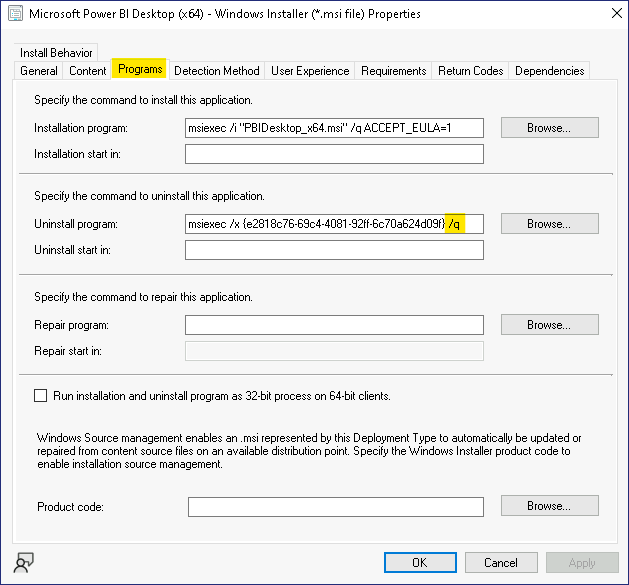 Microsoft Power BI Desktop (x64) - Windows Installer (*.msi file) Properties
Install Behavior
General Content Programs Detection Method User Experience Requirements Return Codes Dependencies
Specify the command to install this application.
Installation program: msiexec /i "PBIDesktop_x64.msi" /q ACCEPT_EULA=1 Browse...
Installation start in:
Specify the command to uninstall this application.
Uninstall program: msiexec /x {e2818c76-69c4-4081-92ff-6c70a624d09f} /q Browse...
Uninstall start in:
Specify the command to repair this application.
Repair program: Browse...
Repair start in:
Run installation and uninstall program as 32-bit process on 64-bit clients.
Windows Source management enables an .msi represented by this Deployment Type to automatically be updated or
repaired from content source files on an available distribution point. Specify the Windows Installer product code to
enable installation source management.
Product code: Browse...
OK Cancel Apply